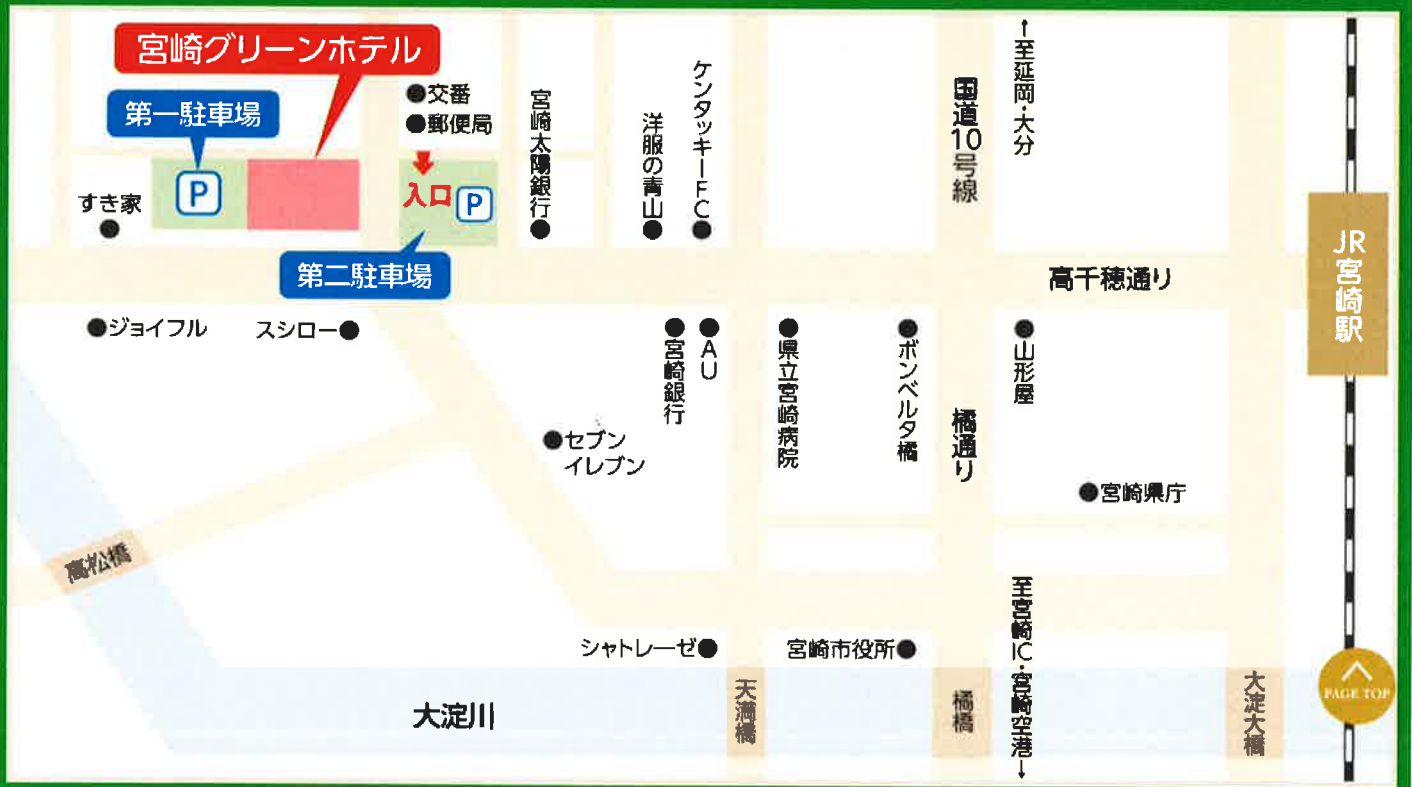 宮崎グリーンホテル
第一駐車場
P
すき家
●交番
●郵便局
入口
P
第二駐車場
宮崎太陽銀行
洋服の青山
ケンタッキーFC
国道10号線
↑至延岡・大分
高千穂通り
JR宮崎駅
ジョイフル
スシロー
宮崎銀行
AU
県立宮崎病院
ボンベルタ橘
橘通り
山形屋
セブン
イレブン
宮崎県庁
高松橋
シャトレーゼ
宮崎市役所
至宮崎IC・宮崎空港↓
大淀川
天満橋
橘橋
大淀大橋
PAGE TOP